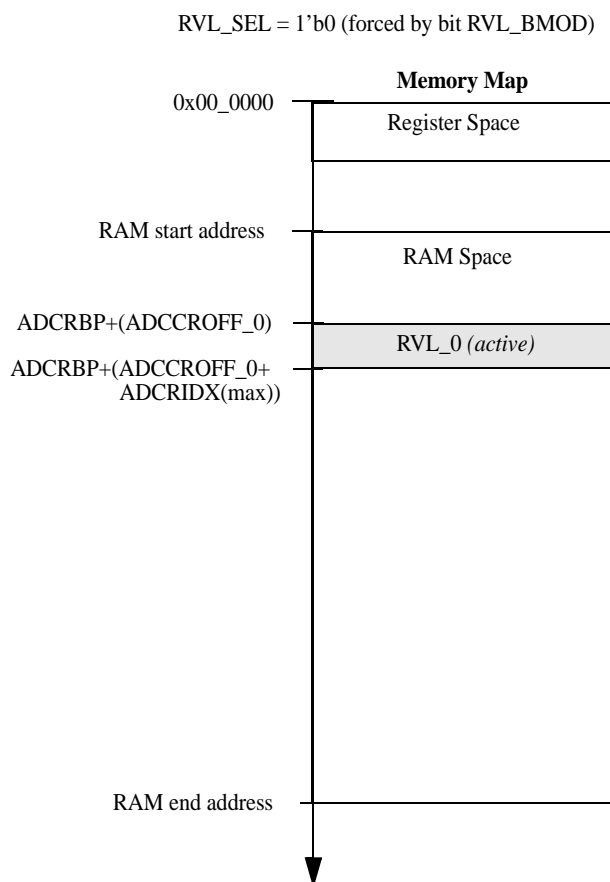 RVL_SEL = 1'b0 (forced by bit RVL_BMOD)
Memory Map
0x00_0000
Register Space
RAM start address
RAM Space
ADCRBP+(ADCCROFF_0)
RVL_0 (active)
ADCRBP+(ADCCROFF_0+
ADCRIDX(max))
RAM end address